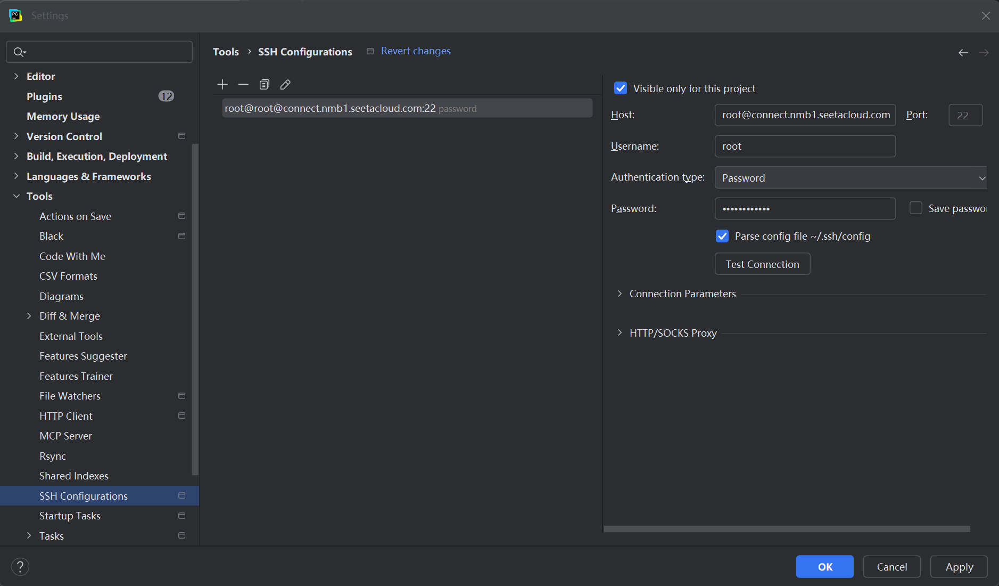 PC
Settings
Editor
Plugins 12
Memory Usage
Version Control
Build, Execution, Deployment
Languages & Frameworks
Tools
Actions on Save
Black
Code With Me
CSV Formats
Diagrams
Diff & Merge
External Tools
Features Suggester
Features Trainer
File Watchers
HTTP Client
MCP Server
Rsync
Shared Indexes
SSH Configurations
Startup Tasks
Tasks
Tools › SSH Configurations Revert changes
root@root@connect.nmb1.seetacloud.com:22 password
Visible only for this project
Host: root@connect.nmb1.seetacloud.com Port: 22
Username: root
Authentication type: Password
Password: •••••••••••• Save passwor
Parse config file ~/.ssh/config
Test Connection
Connection Parameters
HTTP/SOCKS Proxy
?
OK Cancel Apply